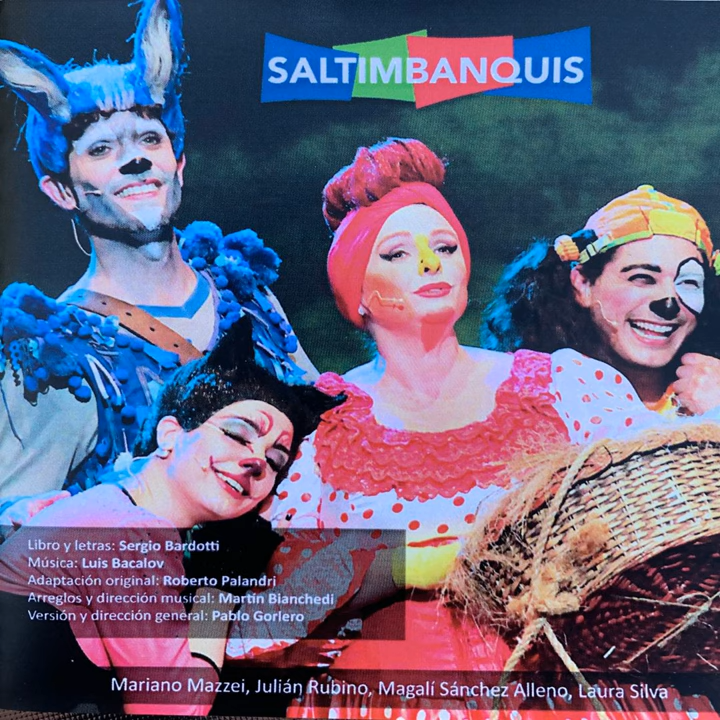 SALTIMBANQUIS
Libro y letras: Sergio Bardotti
Música: Luis Bacalov
Adaptación original: Roberto Palandri
Arreglos y dirección musical: Martín Bianchedi
Versión y dirección general: Pablo Gorlero
Mariano Mazzei, Julián Rubino, Magalí Sánchez Alleno, Laura Silva